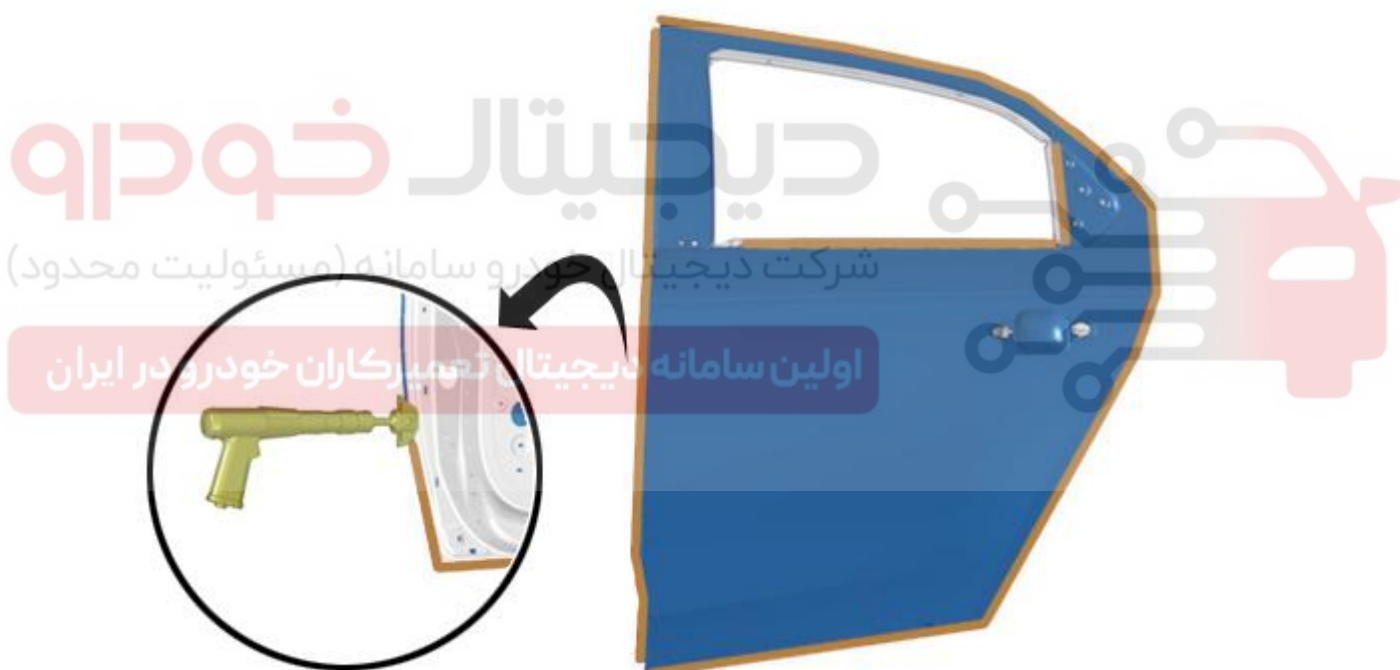 دیجیتال خودرو
شرکت دیجیتال خودرو سامانه (مسئولیت محدود)
اولین سامانه دیجیتال تعمیرکاران خودرو در ایران